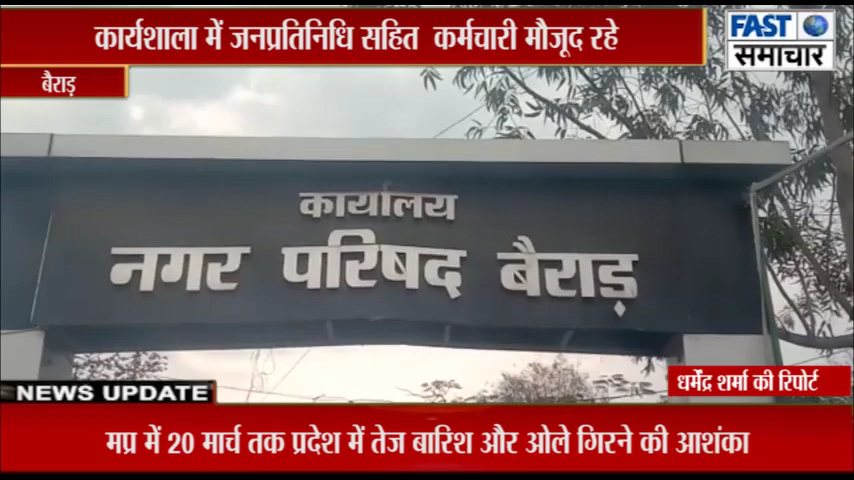 कार्यशाला में जनप्रतिनिधि सहित कर्मचारी मौजूद रहे
FAST
समाचार
बैराड़
कार्यालय
नगर परिषद बैराड़
धर्मेंद्र शर्मा की रिपोर्ट
NEWS UPDATE
मप्र में 20 मार्च तक प्रदेश में तेज बारिश और ओले गिरने की आशंका